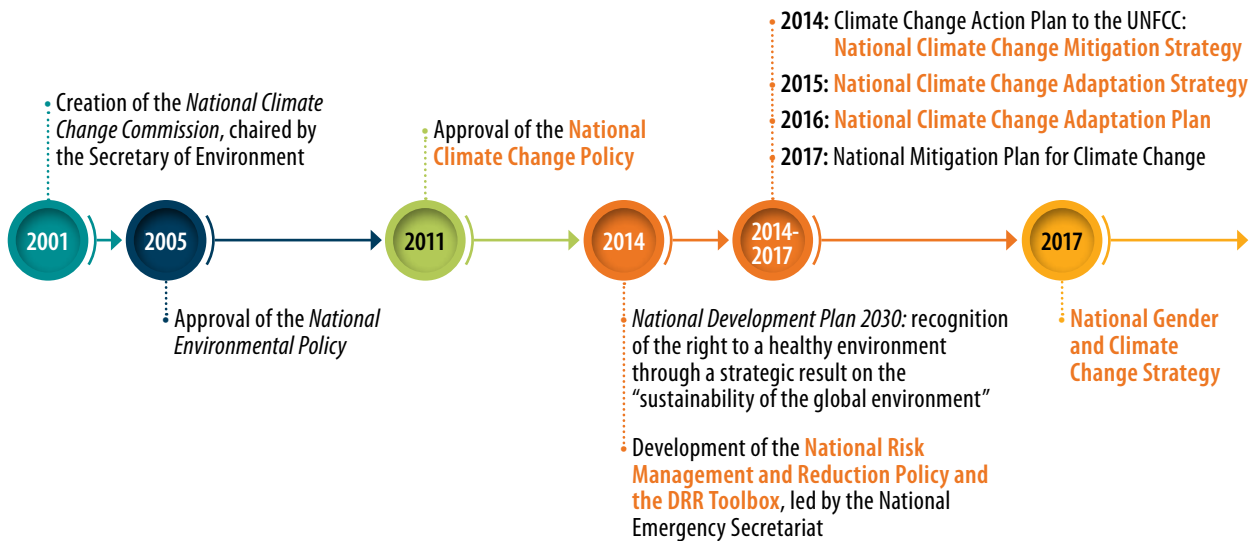 2001
Creation of the National Climate
Change Commission, chaired by
the Secretary of Environment
2005
Approval of the National
Environmental Policy
2011
Approval of the National
Climate Change Policy
2014
National Development Plan 2030: recognition
of the right to a healthy environment
through a strategic result on the
“sustainability of the global environment”
Development of the National Risk
Management and Reduction Policy and
the DRR Toolbox, led by the National
Emergency Secretariat
2014-
2017
2014: Climate Change Action Plan to the UNFCC:
National Climate Change Mitigation Strategy
2015: National Climate Change Adaptation Strategy
2016: National Climate Change Adaptation Plan
2017: National Mitigation Plan for Climate Change
2017
National Gender
and Climate
Change Strategy